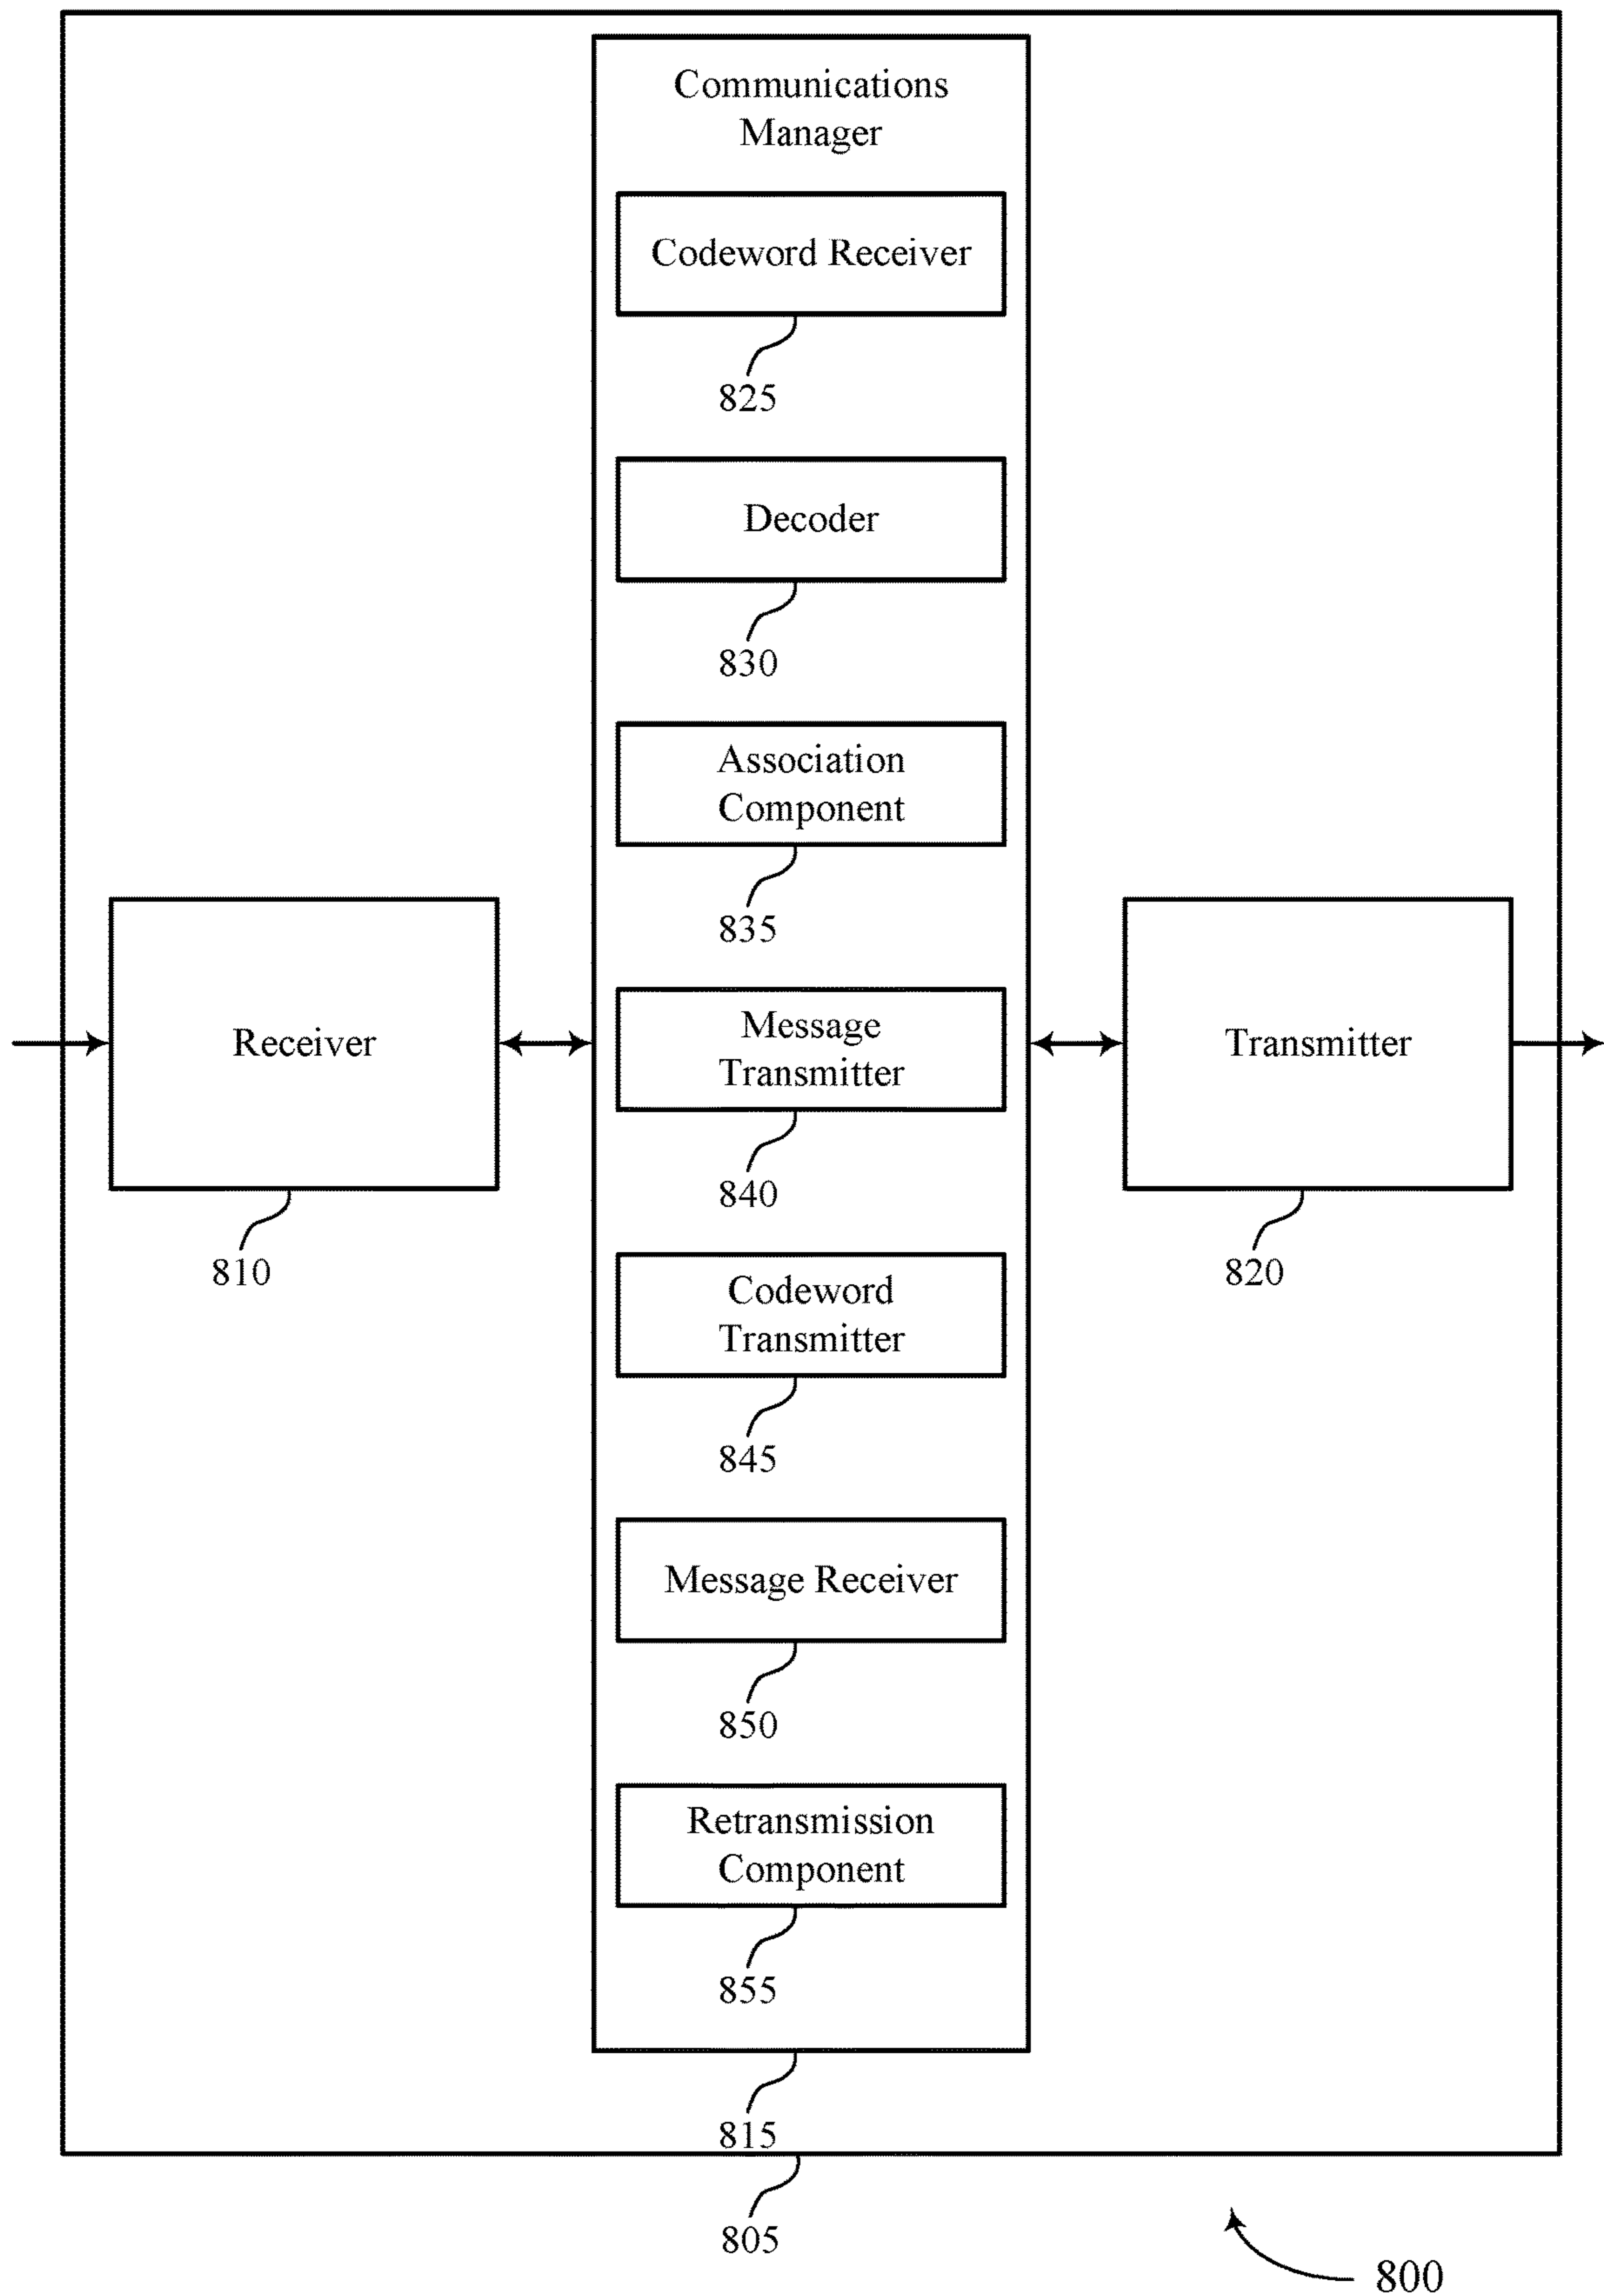 Communications
Manager
Codeword Receiver
825
Decoder
830
Association
Component
835
Receiver
810
Message
Transmitter
840
Transmitter
820
Codeword
Transmitter
845
Message Receiver
850
Retransmission
Component
855
815
805
800